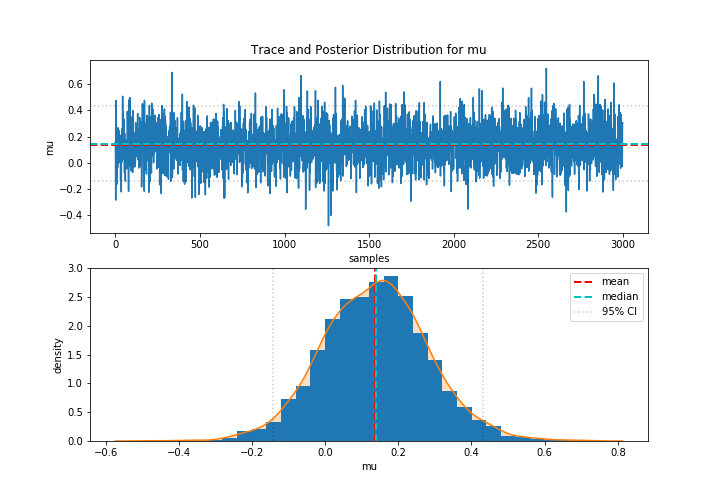 Trace and Posterior Distribution for mu
0.6
0.4
0.2
0.0
−0.2
−0.4
mu
0 500 1000 1500 2000 2500 3000
samples
3.0
2.5
2.0
1.5
1.0
0.5
0.0
density
mean
median
95% CI
−0.6 −0.4 −0.2 0.0 0.2 0.4 0.6 0.8
mu